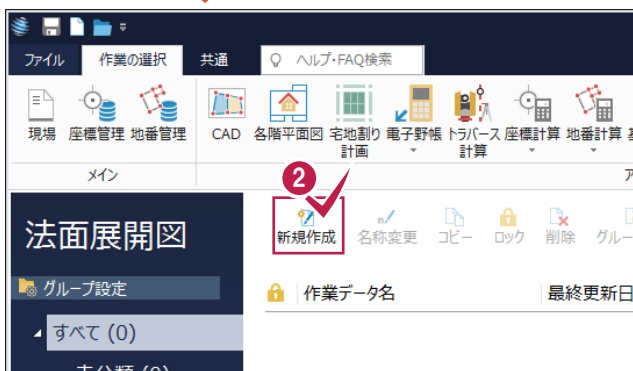 ファイル 作業の選択 共通 ヘルプ・FAQ検索
現場 座標管理 地番管理 CAD 各階平面図 宅地割り 電子野帳 トラバース 座標計算 地番計算
計画 計算
メイン
2
法面展開図
新規作成 名称変更 コピー ロック 削除 グルー
グループ設定
作業データ名 最終更新日
すべて (0)
未分類 (0)